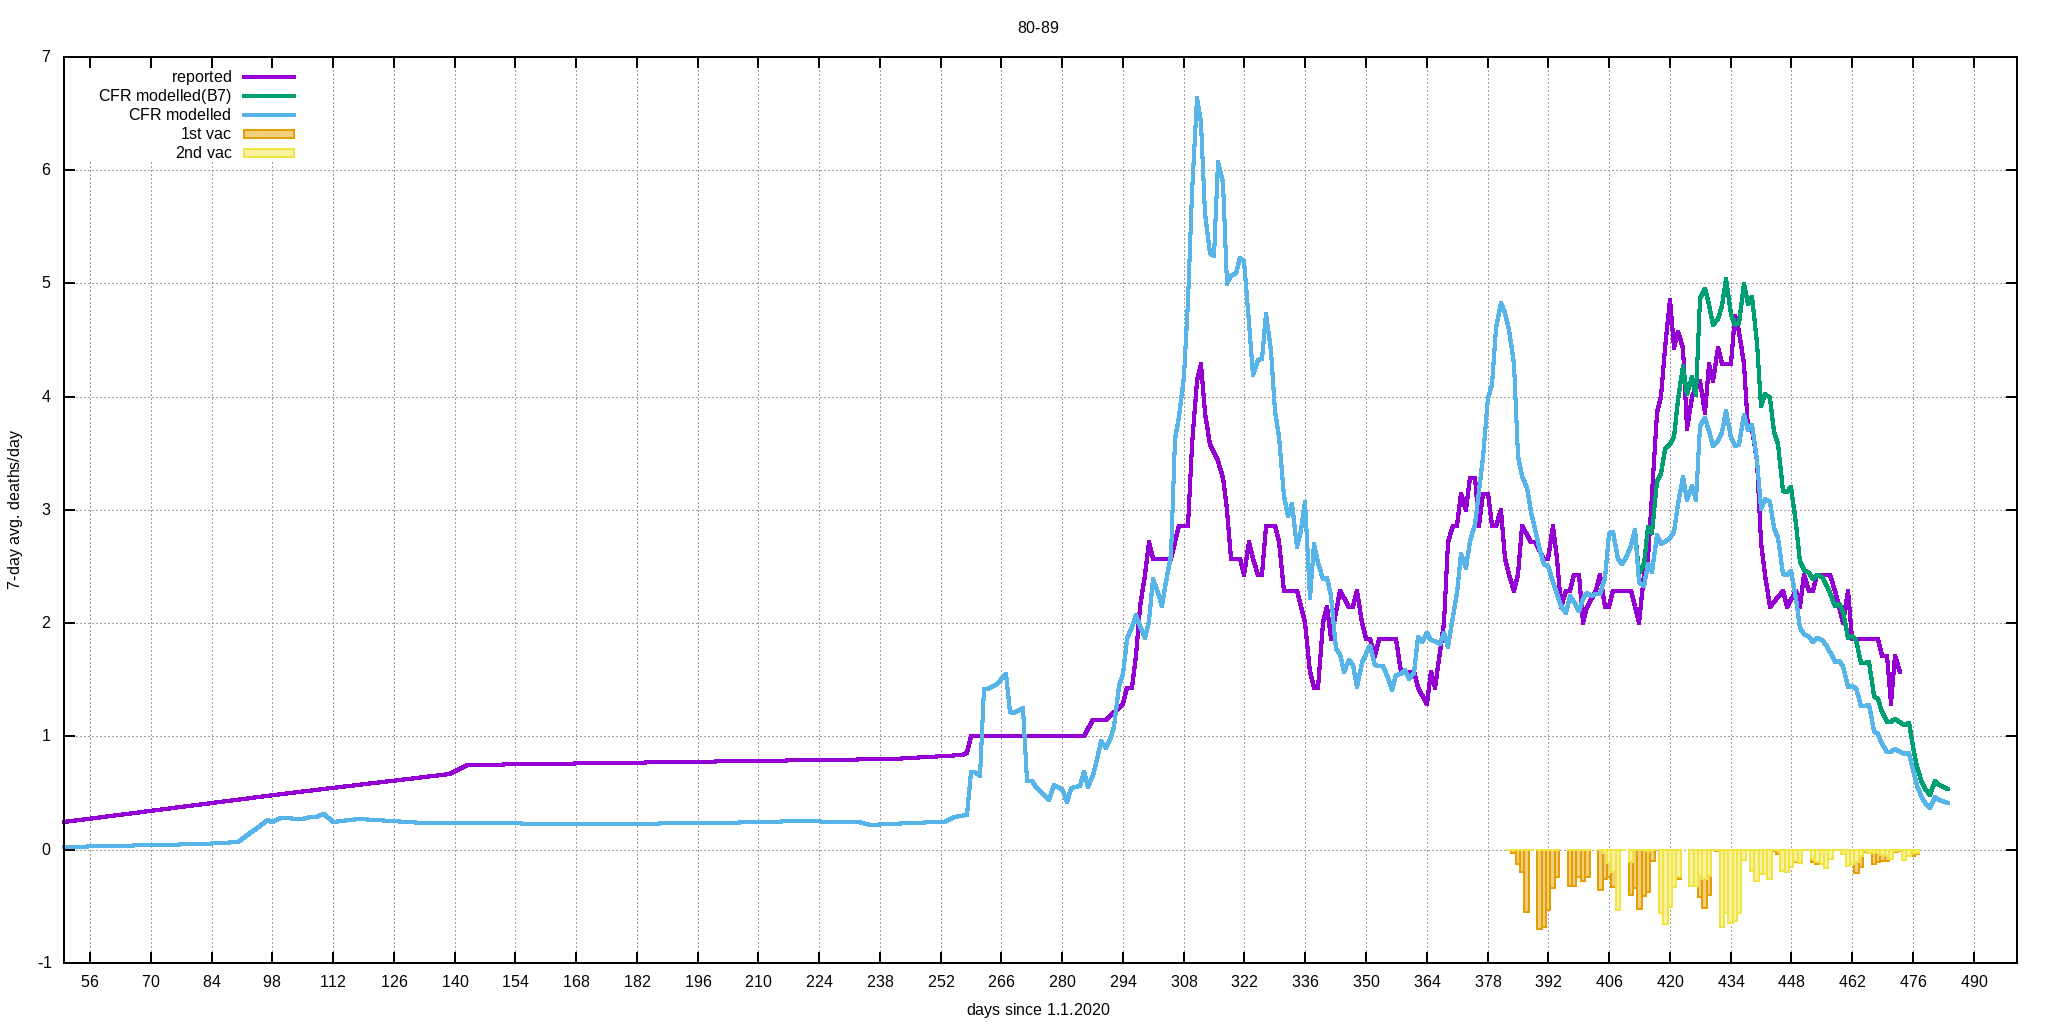 80-89
reported
CFR modelled(B7)
CFR modelled
1st vac
2nd vac
7
6
5
4
3
2
1
0
-1
7-day avg. deaths/day
56 70 84 98 112 126 140 154 168 182 196 210 224 238 252 266 280 294 308 322 336 350 364 378 392 406 420 434 448 462 476 490
days since 1.1.2020